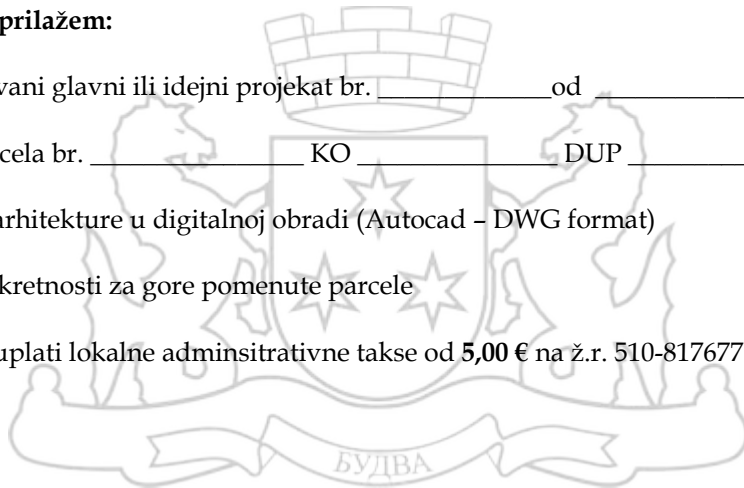 prilažem:
vani glavni ili idejni projekat br. _____________od ___________
cela br. ________________ KO _______________ DUP _________
arhitekture u digitalnoj obradi (Autocad – DWG format)
kretnosti za gore pomenute parcele
uplati lokalne adminsitrativne takse od 5,00 € na ž.r. 510-817677
БУДВА